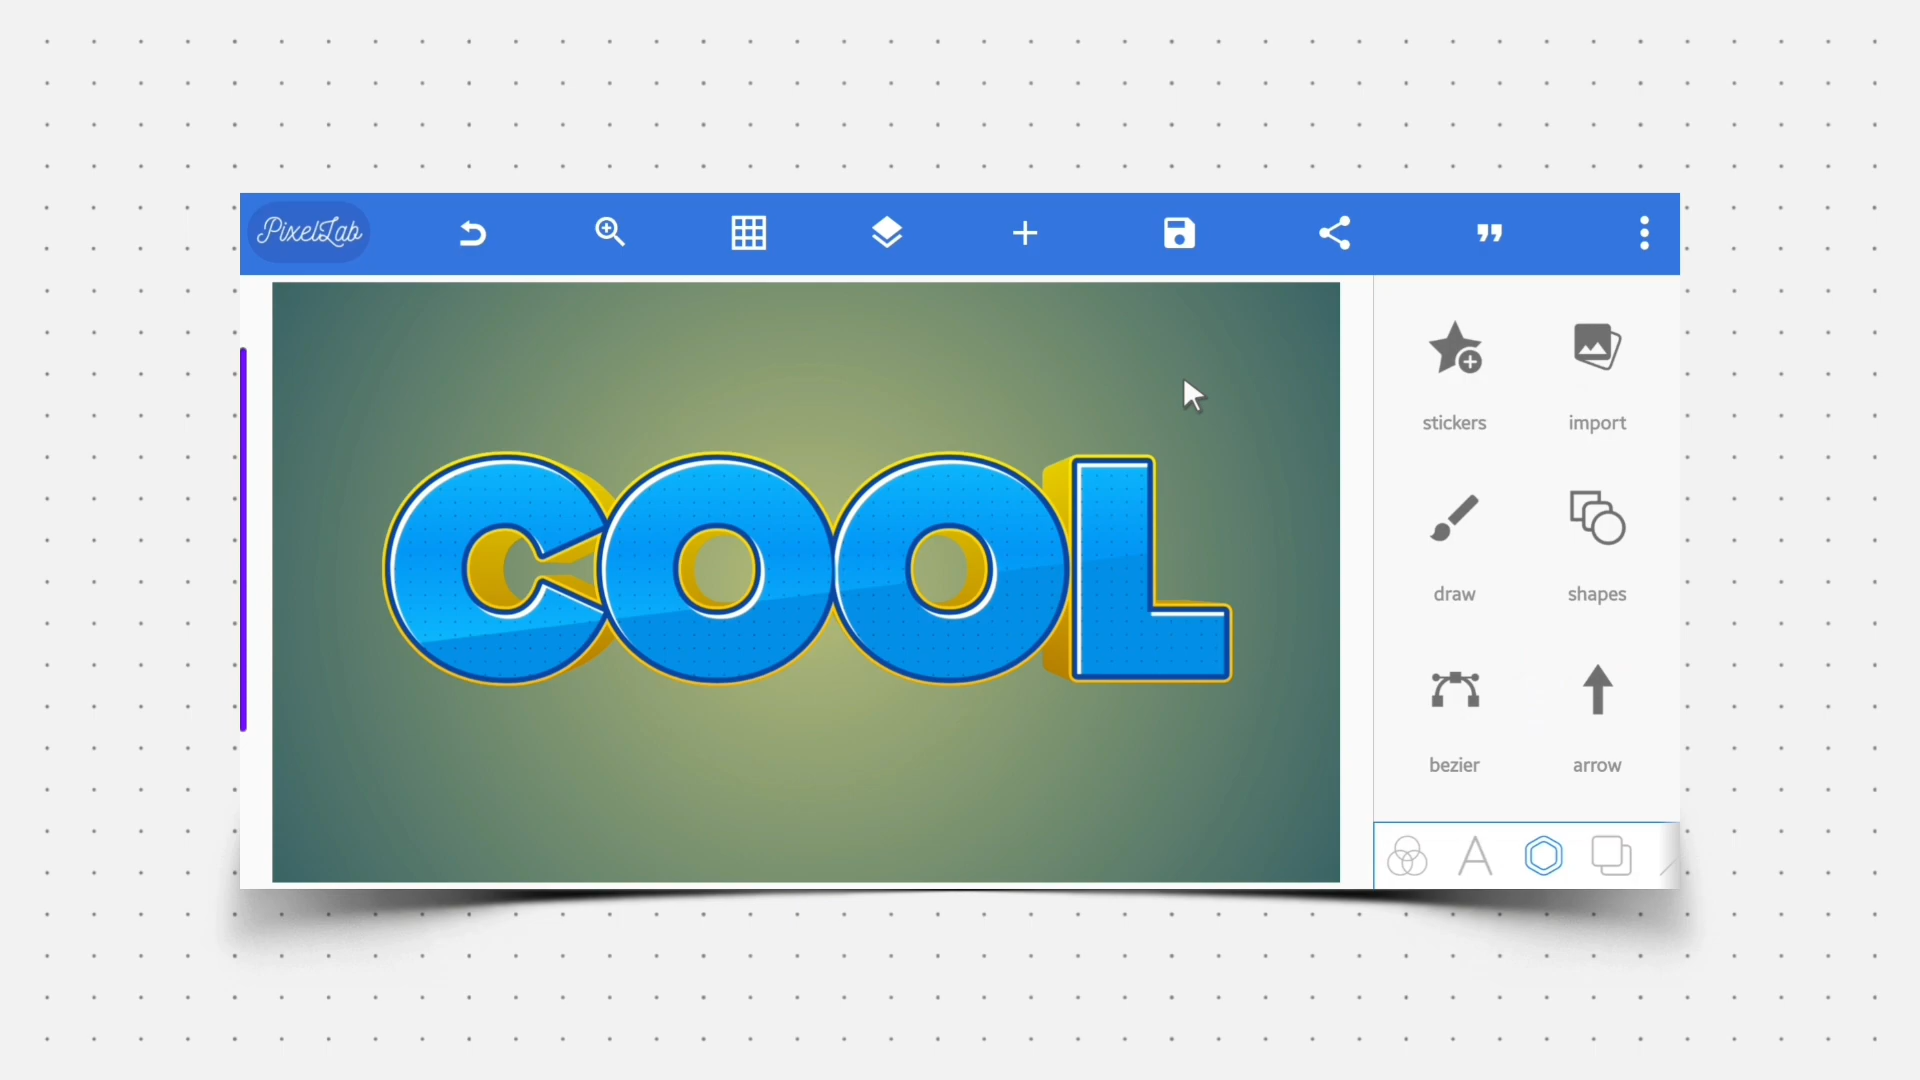 PixelLab
COOL
stickers
import
draw
shapes
bezier
arrow